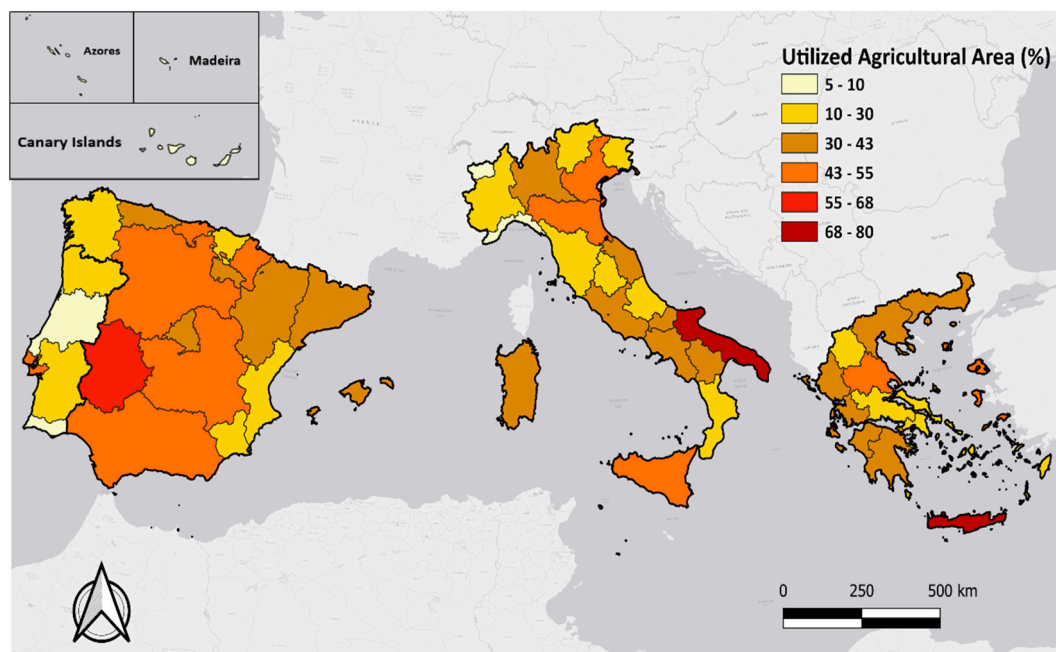 Azores
Madeira
Canary Islands
Utilized Agricultural Area (%)
5 - 10
10 - 30
30 - 43
43 - 55
55 - 68
68 - 80
0 250 500 km